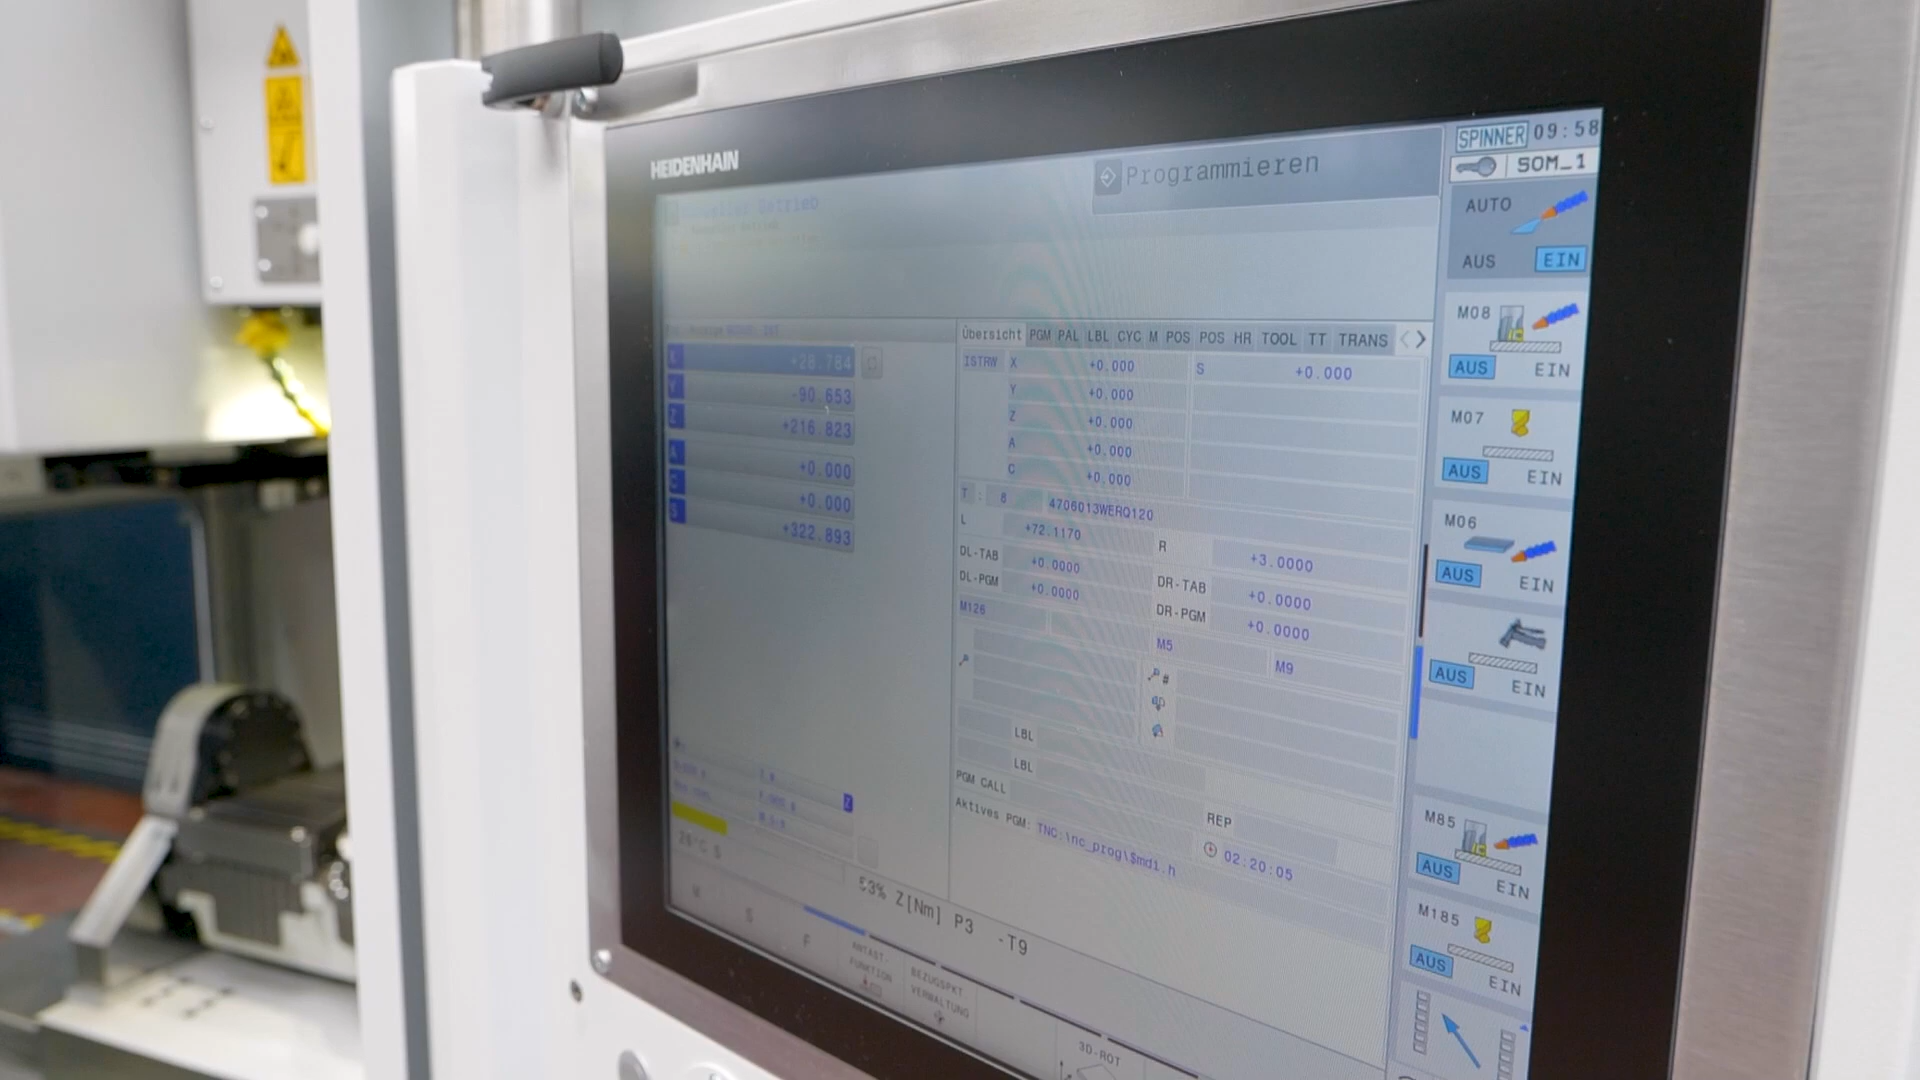 HEIDENHAIN
Programmieren
SPINNER 09:58
SOM_1
AUTO
AUS EIN
M08
AUS EIN
M07
AUS EIN
M06
AUS EIN
AUS EIN
M85
AUS EIN
M185
AUS EIN
X +28.784
Y -90.653
Z +216.823
A +0.000
C +0.000
S +322.893
Übersicht PGM PAL LBL CYC M POS POS HR TOOL TT TRANS
ISTRW X +0.000 S +0.000
Y +0.000
Z +0.000
A +0.000
C +0.000
T : 8 4706013WERQ120
L +72.1170 R +3.0000
DL-TAB +0.0000 DR-TAB +0.0000
DL-PGM +0.0000 DR-PGM +0.0000
M126 M5 M9
#
LBL
LBL
PGM CALL REP
Aktives PGM: TNC:\nc_prog\$mdi.h 02:20:05
53% Z[Nm] P3 -T9
M S F
ANTAST-
FUNKTION
BEZUGSPKT.
VERWALTUNG
3D-ROT